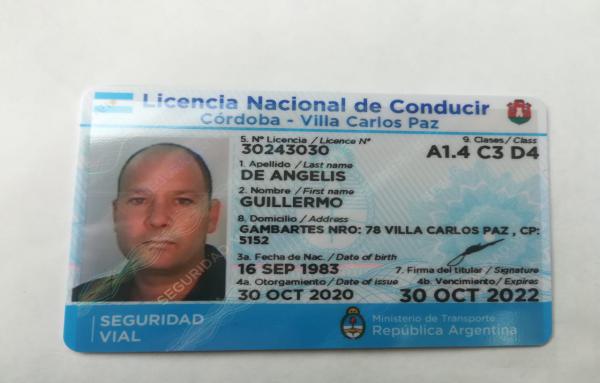 Licencia Nacional de Conducir
Córdoba - Villa Carlos Paz
5. Nº Licencia / Licence Nº
9. Clases / Class
30243030
A1.4 C3 D4
1. Apellido / Last name
DE ANGELIS
2. Nombre / First name
GUILLERMO
8. Domicilio / Address
GAMBARTES NRO: 78 VILLA CARLOS PAZ , CP:
5152
3a. Fecha de Nac. / Date of birth
16 SEP 1983
7. Firma del titular / Signature
4a. Otorgamiento / Date of issue
4b. Vencimiento / Expires
30 OCT 2020
30 OCT 2022
SEGURIDAD
VIAL
Ministerio de Transporte
República Argentina
SEGURIDAD V